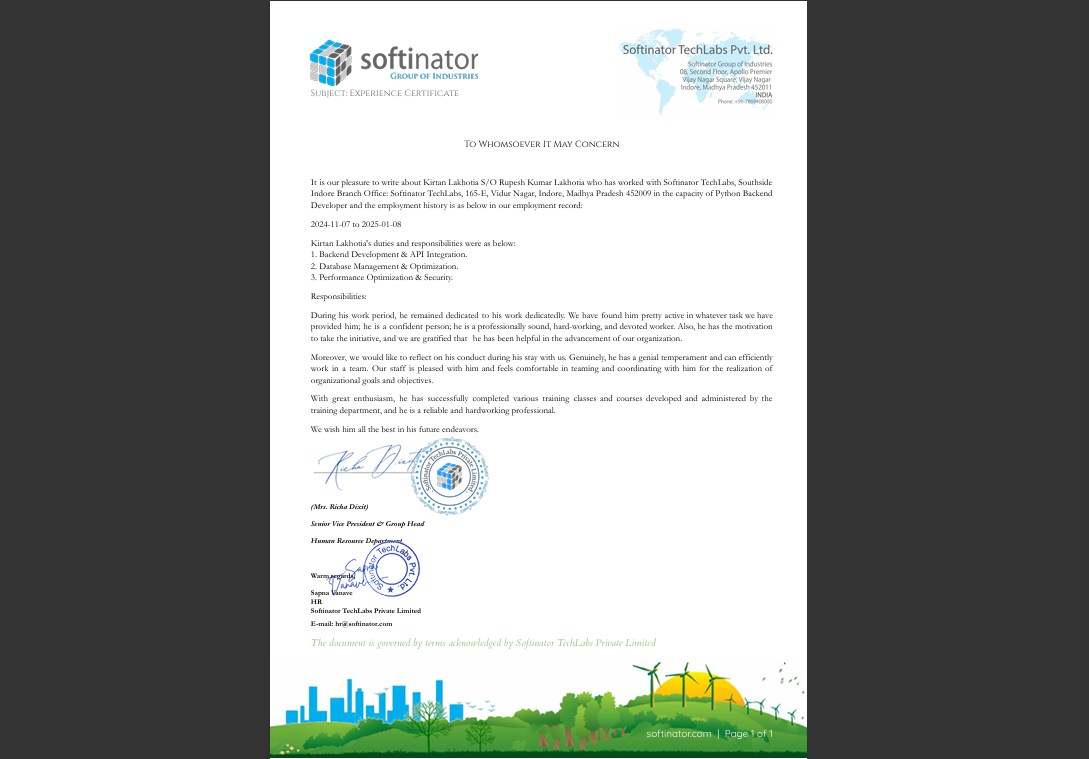 softinator
GROUP OF INDUSTRIES
SUBJECT: EXPERIENCE CERTIFICATE
Softinator TechLabs Pvt. Ltd.
Softinator Group of Industries
08, Second Floor, Apollo Premier
Vijay Nagar Square, Vijay Nagar
Indore, Madhya Pradesh 452011
INDIA
TO WHOMSOEVER IT MAY CONCERN
It is our pleasure to write about Kirtan Lakhotia S/O Rupesh Kumar Lakhotia who has worked with Softinator TechLabs, Southside
Indore Branch Office: Softinator TechLabs, 165-E, Vidur Nagar, Indore, Madhya Pradesh 452009 in the capacity of Python Backend
Developer and the employment history is as below in our employment record:
2024-11-07 to 2025-01-08
Kirtan Lakhotia's duties and responsibilities were as below:
1. Backend Development & API Integration.
2. Database Management & Optimization.
3. Performance Optimization & Security.
Responsibilities:
During his work period, he remained dedicated to his work dedicatedly. We have found him pretty active in whatever task we have
provided him; he is a confident person; he is a professionally sound, hard-working, and devoted worker. Also, he has the motivation
to take the initiative, and we are gratified that he has been helpful in the advancement of our organization.
Moreover, we would like to reflect on his conduct during his stay with us. Genuinely, he has a genial temperament and can efficiently
work in a team. Our staff is pleased with him and feels comfortable in teaming and coordinating with him for the realization of
organizational goals and objectives.
With great enthusiasm, he has successfully completed various training classes and courses developed and administered by the
training department, and he is a reliable and hardworking professional.
We wish him all the best in his future endeavors.
Richa Dixit
Softinator TechLabs Private Limited
(Mrs. Richa Dixit)
Senior Vice President & Group Head
Human Resource Department
Sapna Vanave
Softinator TechLabs Pvt. Ltd
Warm regards,
Sapna Vanave
HR
Softinator TechLabs Private Limited
E-mail: hr@softinator.com
The document is governed by terms acknowledged by Softinator TechLabs Private Limited
softinator.com | Page 1 of 1